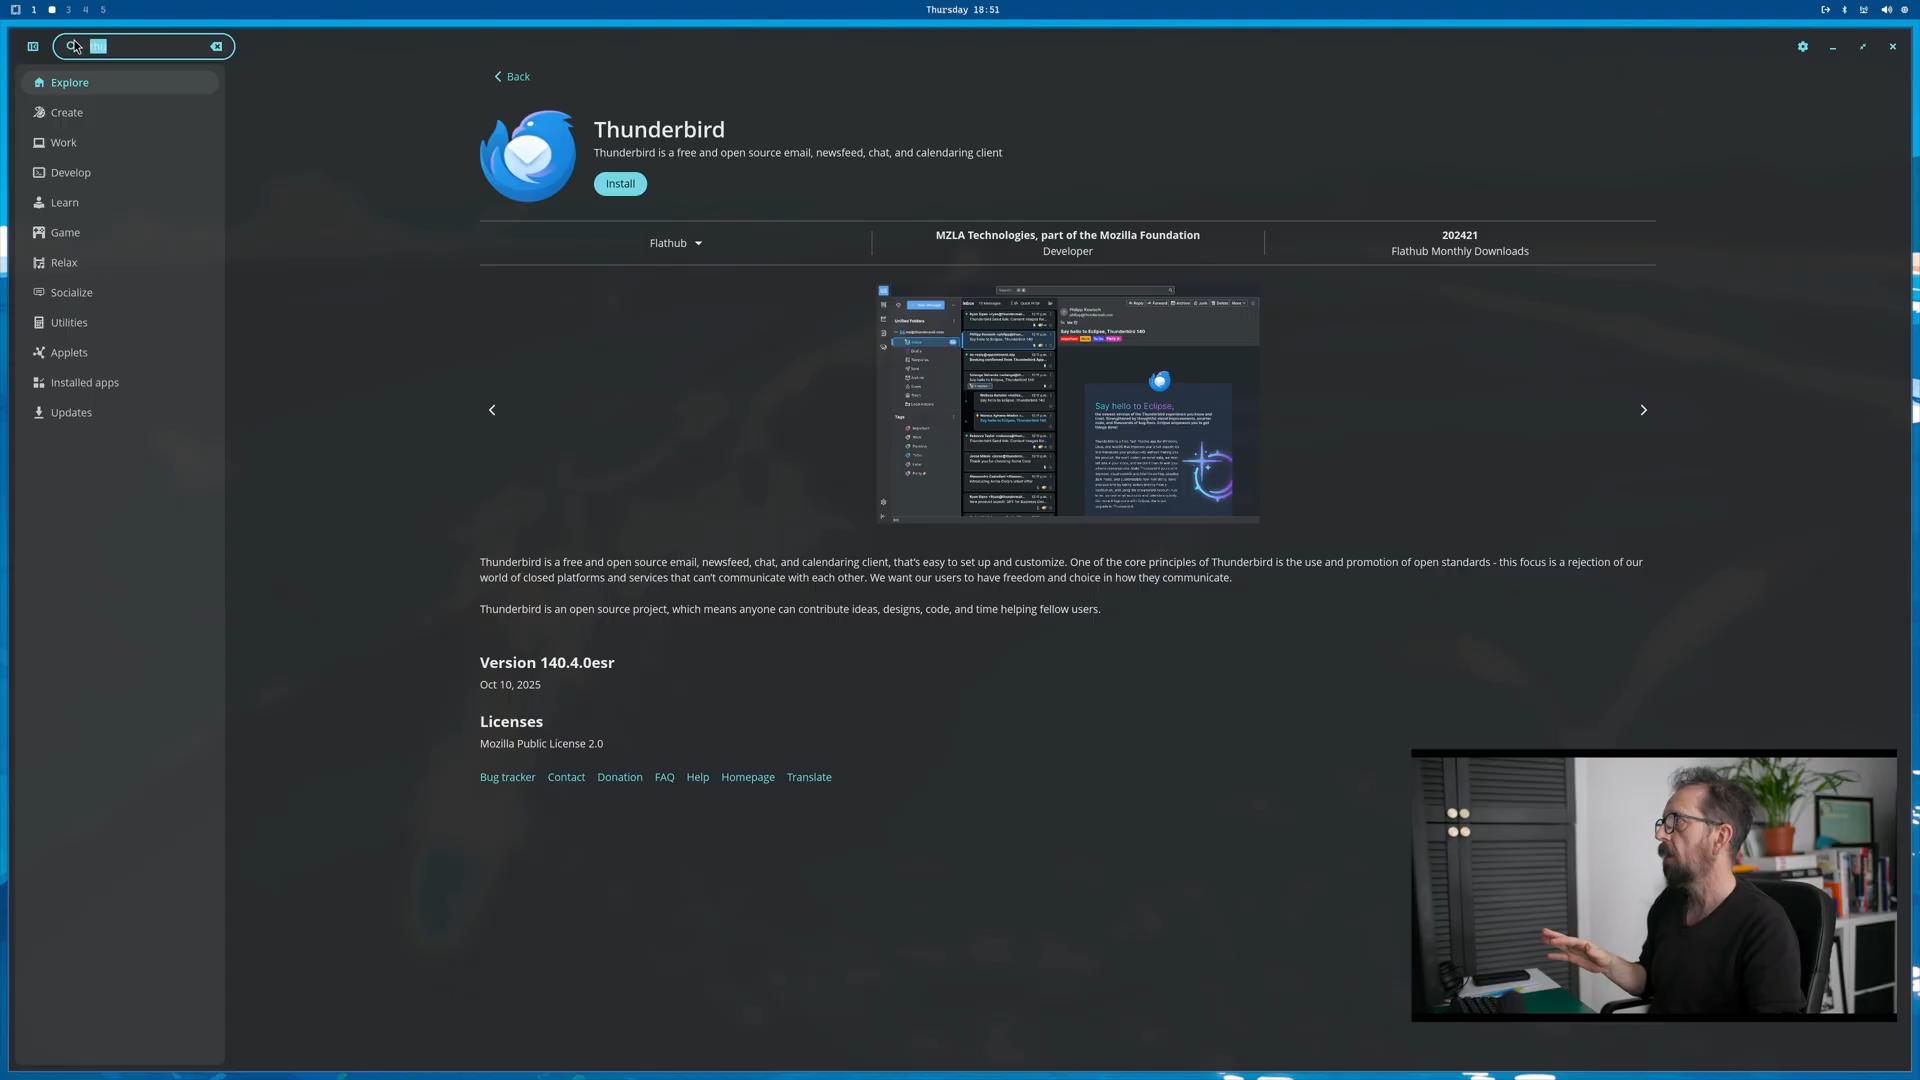 1 3 4 5
Thursday 18:51
thu
Explore
Create
Work
Develop
Learn
Game
Relax
Socialize
Utilities
Applets
Installed apps
Updates
Back
Thunderbird
Thunderbird is a free and open source email, newsfeed, chat, and calendaring client
Install
Flathub
MZLA Technologies, part of the Mozilla Foundation
Developer
202421
Flathub Monthly Downloads
Say hello to Eclipse, Thunderbird 140
Say hello to Eclipse,
Thunderbird is a free and open source email, newsfeed, chat, and calendaring client, that's easy to set up and customize. One of the core principles of Thunderbird is the use and promotion of open standards - this focus is a rejection of our
world of closed platforms and services that can't communicate with each other. We want our users to have freedom and choice in how they communicate.
Thunderbird is an open source project, which means anyone can contribute ideas, designs, code, and time helping fellow users.
Version 140.4.0esr
Oct 10, 2025
Licenses
Mozilla Public License 2.0
Bug tracker Contact Donation FAQ Help Homepage Translate